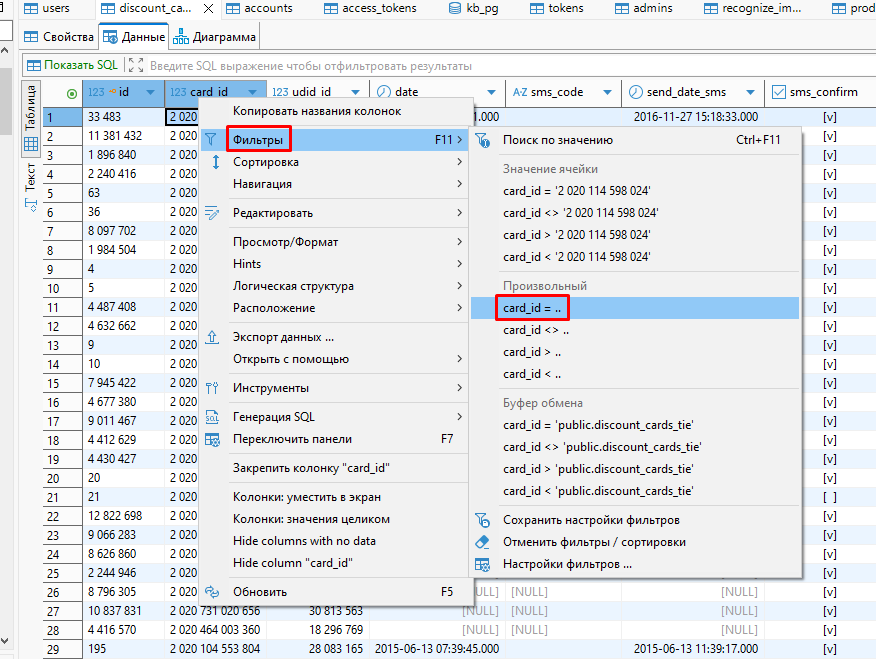 users discount_ca... accounts access_tokens kb_pg tokens admins recognize_im... prod
Свойства Данные Диаграмма
Показать SQL Введите SQL выражение чтобы отфильтровать результаты
Таблица
Текст
123 id 123 card_id 123 udid_id date A-Z sms_code send_date_sms sms_confirm
1 33 483 2 020 1.000 2016-11-27 15:18:33.000 [v]
2 11 381 432 2 020 [v]
3 1 896 840 2 020 [v]
4 2 240 416 2 020 [v]
5 63 2 020 [v]
6 36 2 020 [v]
7 8 097 702 2 020 [v]
8 1 984 504 2 020 [v]
9 4 2 020 [v]
10 5 2 020 [v]
11 4 487 408 2 020 [v]
12 4 632 662 2 020 [v]
13 9 2 020 [v]
14 10 2 020 [v]
15 7 945 422 2 020 [v]
16 4 677 380 2 020 [v]
17 9 011 467 2 020 [v]
18 4 412 629 2 020 [v]
19 4 430 427 2 020 [v]
20 20 2 020 [v]
21 21 2 020 [ ]
22 12 822 698 2 020 [v]
23 9 066 283 2 020 [v]
24 8 626 860 2 020 [v]
25 2 244 946 2 020 [v]
26 8 796 305 2 020 [NULL] [NULL] [NULL] [v]
27 10 837 831 2 020 731 020 656 30 813 563 [NULL] [NULL] [NULL] [v]
28 4 416 570 2 020 464 003 360 18 296 769 [NULL] [NULL] [NULL] [v]
29 195 2 020 104 553 804 28 083 165 2015-06-13 07:39:45.000 2015-06-13 11:39:17.000 [v]
Копировать названия колонок
Фильтры F11
Сортировка
Навигация
Редактировать
Просмотр/Формат
Hints
Логическая структура
Расположение
Экспорт данных ...
Открыть с помощью
Инструменты
Генерация SQL
Переключить панели F7
Закрепить колонку "card_id"
Колонки: уместить в экран
Колонки: значения целиком
Hide columns with no data
Hide column "card_id"
Обновить F5
Поиск по значению Ctrl+F11
Значение ячейки
card_id = '2 020 114 598 024'
card_id <> '2 020 114 598 024'
card_id > '2 020 114 598 024'
card_id < '2 020 114 598 024'
Произвольный
card_id = ..
card_id <> ..
card_id > ..
card_id < ..
Буфер обмена
card_id = 'public.discount_cards_tie'
card_id <> 'public.discount_cards_tie'
card_id > 'public.discount_cards_tie'
card_id < 'public.discount_cards_tie'
Сохранить настройки фильтров
Отменить фильтры / сортировки
Настройки фильтров ...